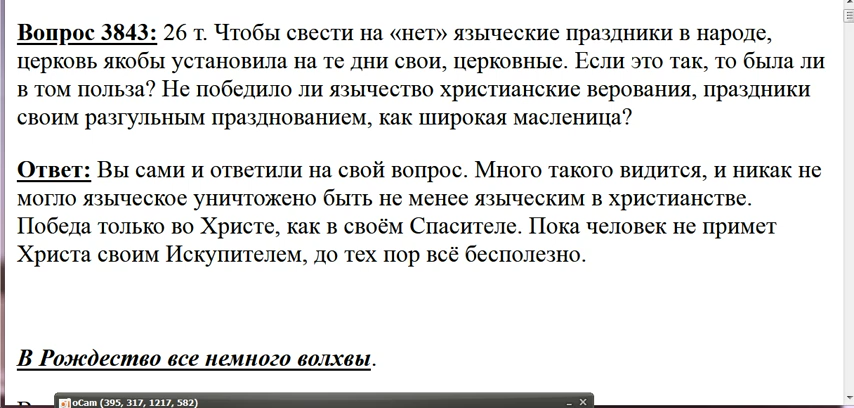 Вопрос 3843: 26 т. Чтобы свести на «нет» языческие праздники в народе,
церковь якобы установила на те дни свои, церковные. Если это так, то была ли
в том польза? Не победило ли язычество христианские верования, праздники
своим разгульным празднованием, как широкая масленица?
Ответ: Вы сами и ответили на свой вопрос. Много такого видится, и никак не
могло языческое уничтожено быть не менее языческим в христианстве.
Победа только во Христе, как в своём Спасителе. Пока человек не примет
Христа своим Искупителем, до тех пор всё бесполезно.
В Рождество все немного волхвы.
oCam (395, 317, 1217, 582)